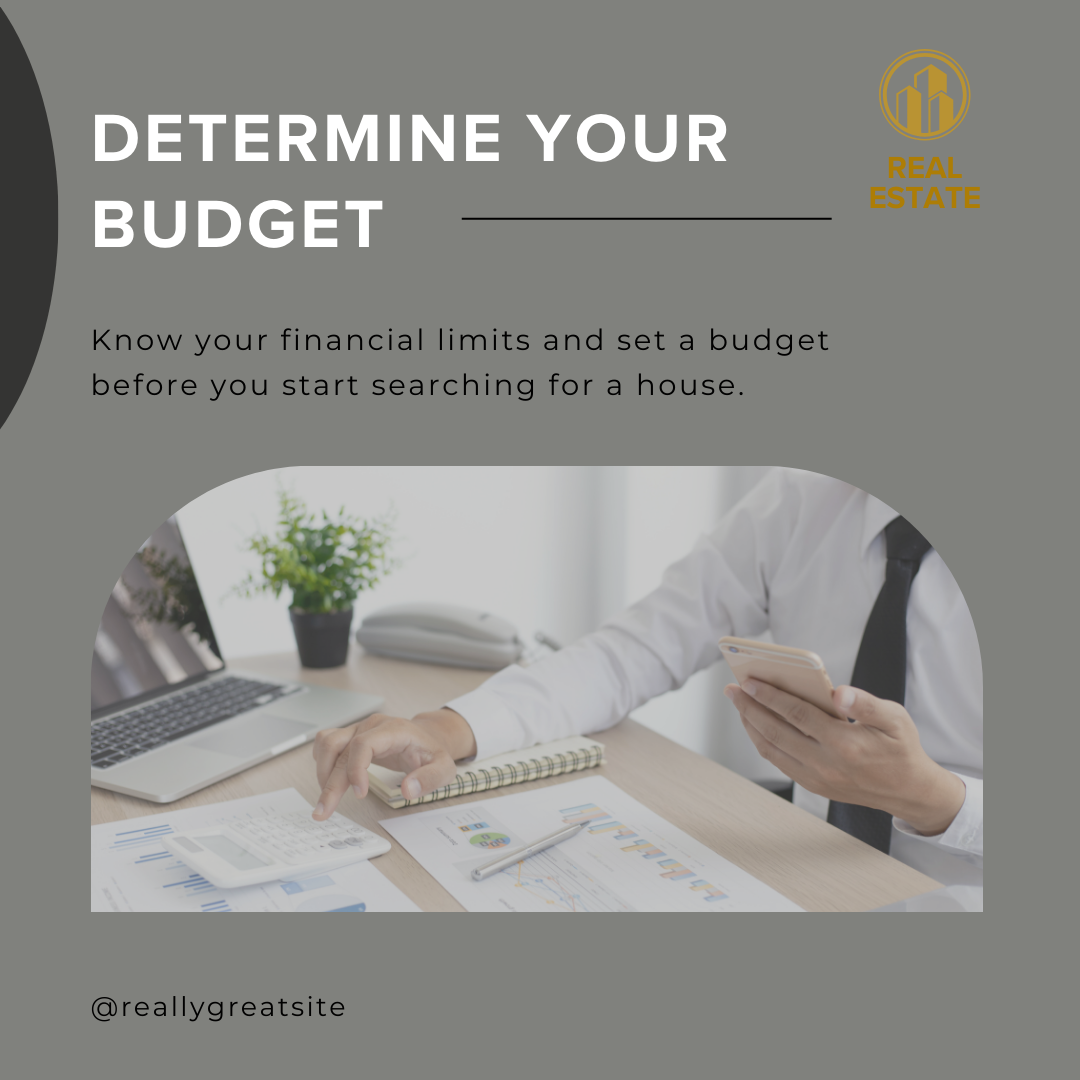 DETERMINE YOUR
BUDGET
REAL
ESTATE
Know your financial limits and set a budget
before you start searching for a house.
@reallygreatsite